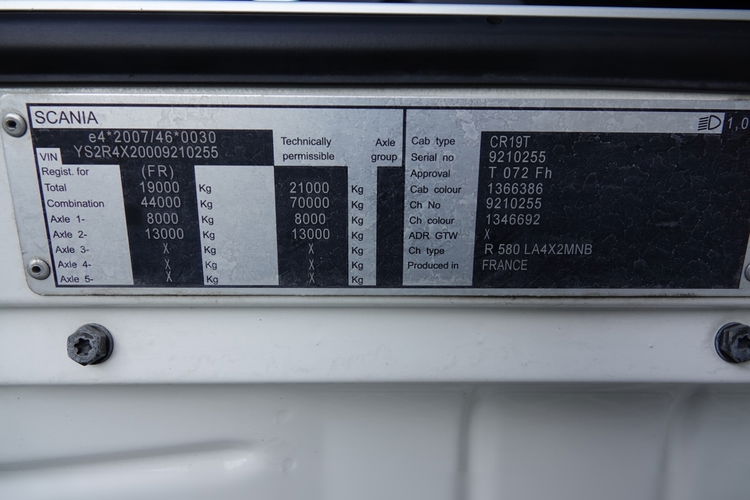 SCANIA
e4*2007/46*0030
VIN YS2R4X20009210255
Technically permissible Axle group
Regist. for (FR)
Total 19000 Kg 21000 Kg
Combination 44000 Kg 70000 Kg
Axle 1- 8000 Kg 8000 Kg
Axle 2- 13000 Kg 13000 Kg
Axle 3- X Kg X Kg
Axle 4- X Kg X Kg
Axle 5- X Kg X Kg
1,0
Cab type CR19T
Serial no 9210255
Approval T 072 Fh
Cab colour 1366386
Ch No 9210255
Ch colour 1346692
ADR GTW X
Ch type R 580 LA4X2MNB
Produced in FRANCE